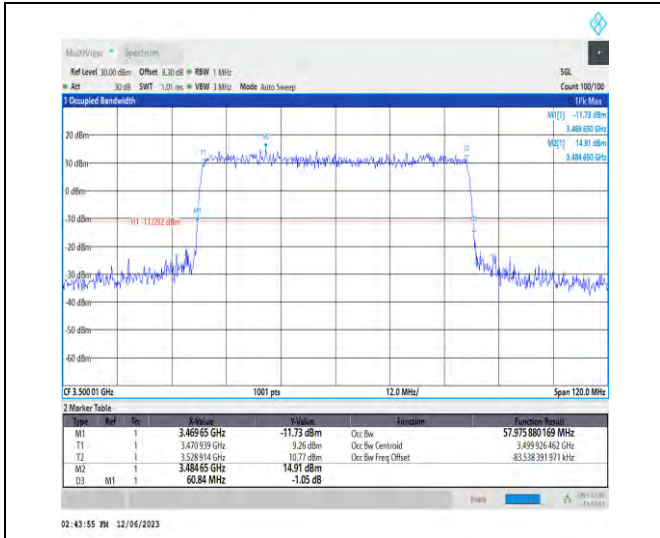 MultiView Spectrum
Ref Level 30.00 dBm Offset 8.30 dB RBW 1 MHz SGL
Att 30 dB SWT 1.01 ms VBW 3 MHz Mode Auto Sweep Count 100/100
1 Occupied Bandwidth 1Pk Max
M1[1] -11.73 dBm
3.469 650 GHz
M2[1] 14.91 dBm
3.484 650 GHz
20 dBm
10 dBm
0 dBm
-10 dBm
-20 dBm
-30 dBm
-40 dBm
-50 dBm
-60 dBm
T1
M1
H1 -11.092 dBm
CF 3.500 01 GHz 1001 pts 12.0 MHz/ Span 120.0 MHz
2 Marker Table
Type Ref Trc X-Value Y-Value Function Function Result
M1 1 3.469 65 GHz -11.73 dBm Occ Bw 57.975 880 169 MHz
T1 1 3.470 939 GHz 9.26 dBm Occ Bw Centroid 3.499 926 462 GHz
T2 1 3.528 914 GHz 10.77 dBm Occ Bw Freq Offset -83.538 391 971 kHz
M2 1 3.484 65 GHz 14.91 dBm
D3 M1 1 60.84 MHz -1.05 dB
02:43:55 PM 12/06/2023